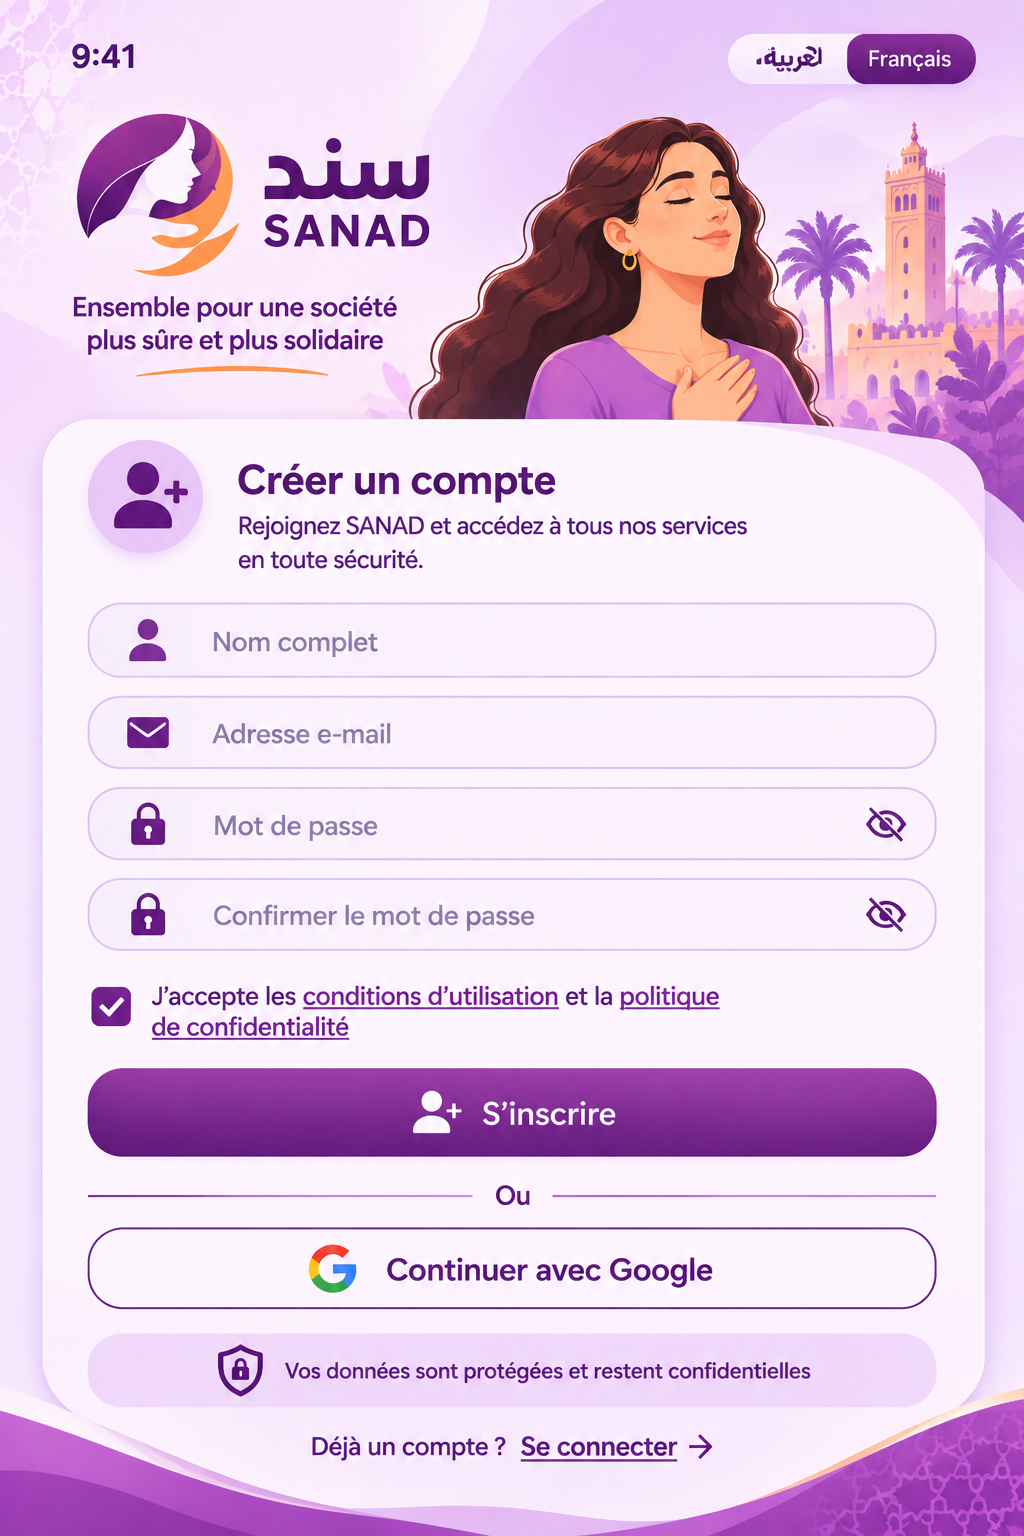 9:41
العربية
Français
سند
SANAD
Ensemble pour une société
plus sûre et plus solidaire
Créer un compte
Rejoignez SANAD et accédez à tous nos services
en toute sécurité.
Nom complet
Adresse e-mail
Mot de passe
Confirmer le mot de passe
J’accepte les conditions d’utilisation et la politique
de confidentialité
S’inscrire
Ou
Continuer avec Google
Vos données sont protégées et restent confidentielles
Déjà un compte ? Se connecter →